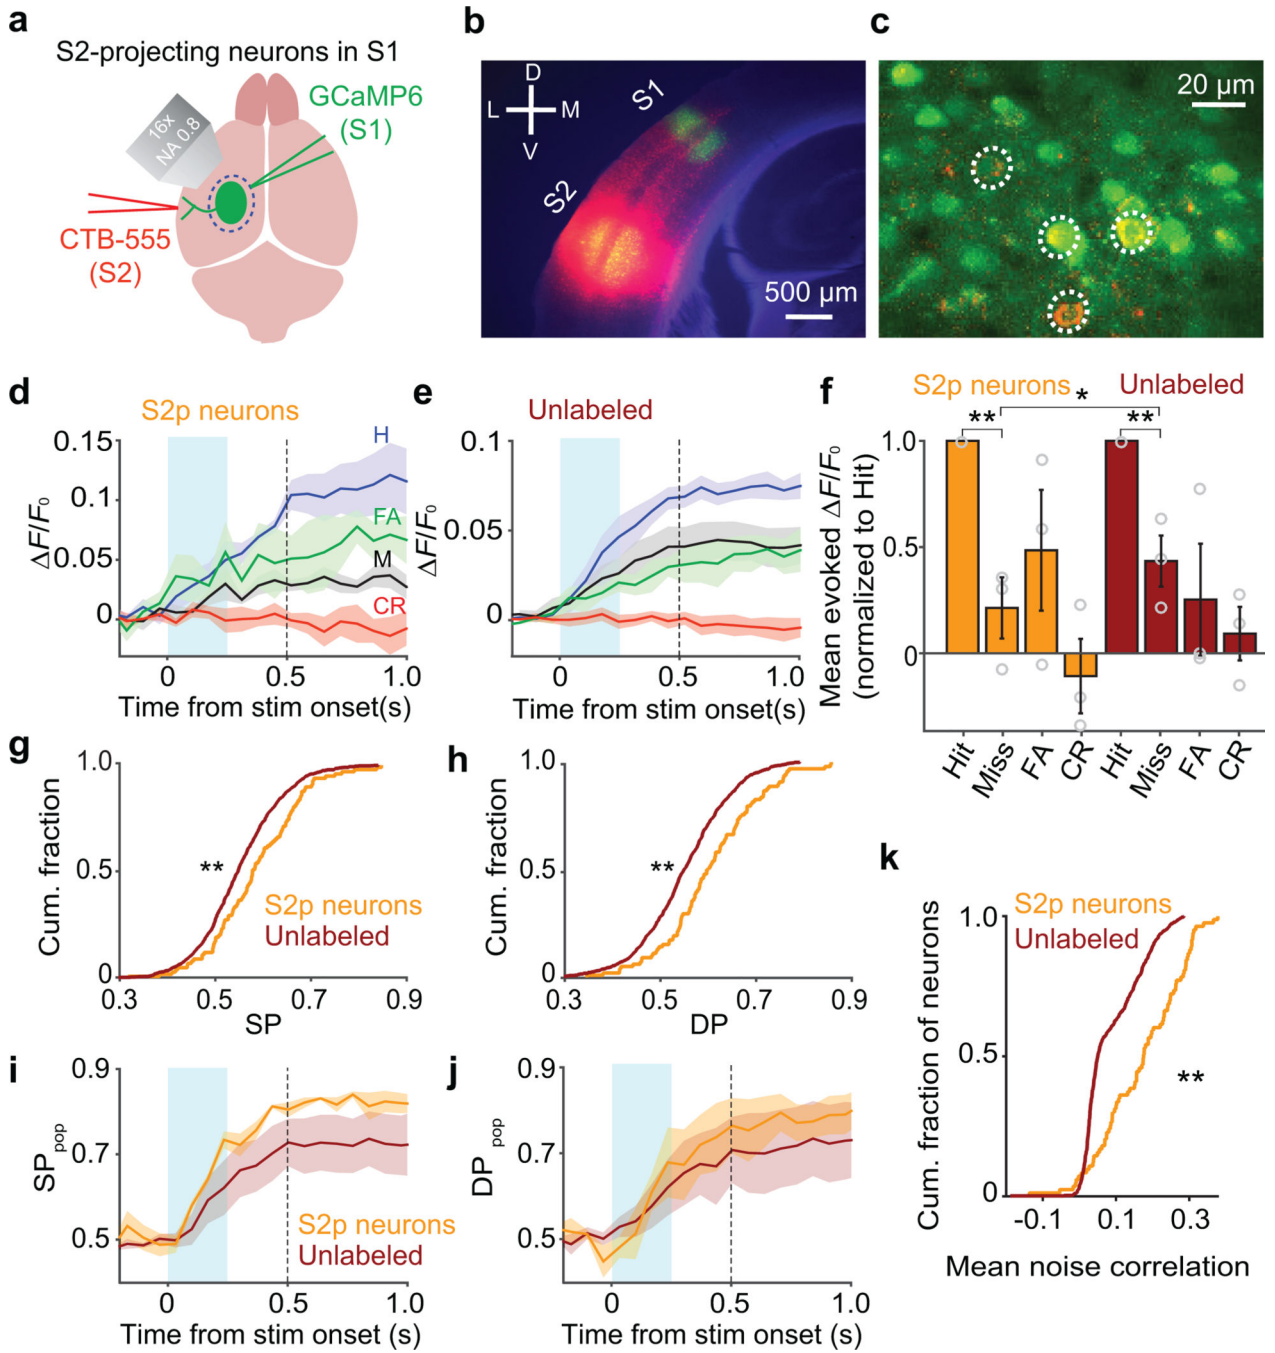 a
S2-projecting neurons in S1
GCaMP6
(S1)
16x
NA 0.8
CTB-555
(S2)
b
D
L
M
V
S1
S2
500 µm
c
20 µm
d
S2p neurons
0.15
0.1
0.05
0
ΔF/F0
H
FA
M
CR
0
0.5
1.0
Time from stim onset(s)
e
Unlabeled
0.1
0.05
0
ΔF/F0
0
0.5
1.0
Time from stim onset(s)
f
S2p neurons
Unlabeled
*
**
**
1.0
0.5
0
Mean evoked ΔF/F0
(normalized to Hit)
Hit
Miss
FA
CR
Hit
Miss
FA
CR
g
1.0
0.5
0
Cum. fraction
**
S2p neurons
Unlabeled
0.3
0.5
0.7
0.9
SP
h
1.0
0.5
0
Cum. fraction
**
0.3
0.5
0.7
0.9
DP
i
0.9
0.7
0.5
SPpop
S2p neurons
Unlabeled
0
0.5
1.0
Time from stim onset (s)
j
0.9
0.7
0.5
DPpop
0
0.5
1.0
Time from stim onset (s)
k
S2p neurons
Unlabeled
1.0
0.5
0
Cum. fraction of neurons
**
-0.1
0.1
0.3
Mean noise correlation